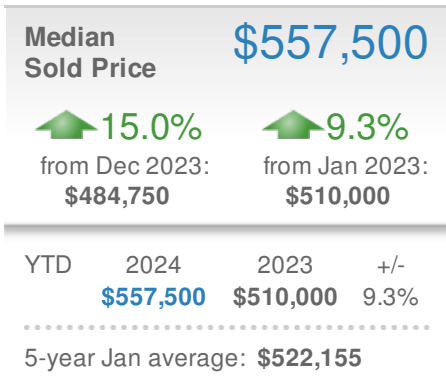 Median
Sold Price
$557,500
15.0%
from Dec 2023:
$484,750
9.3%
from Jan 2023:
$510,000
YTD 2024 2023 +/-
$557,500 $510,000 9.3%
5-year Jan average: $522,155